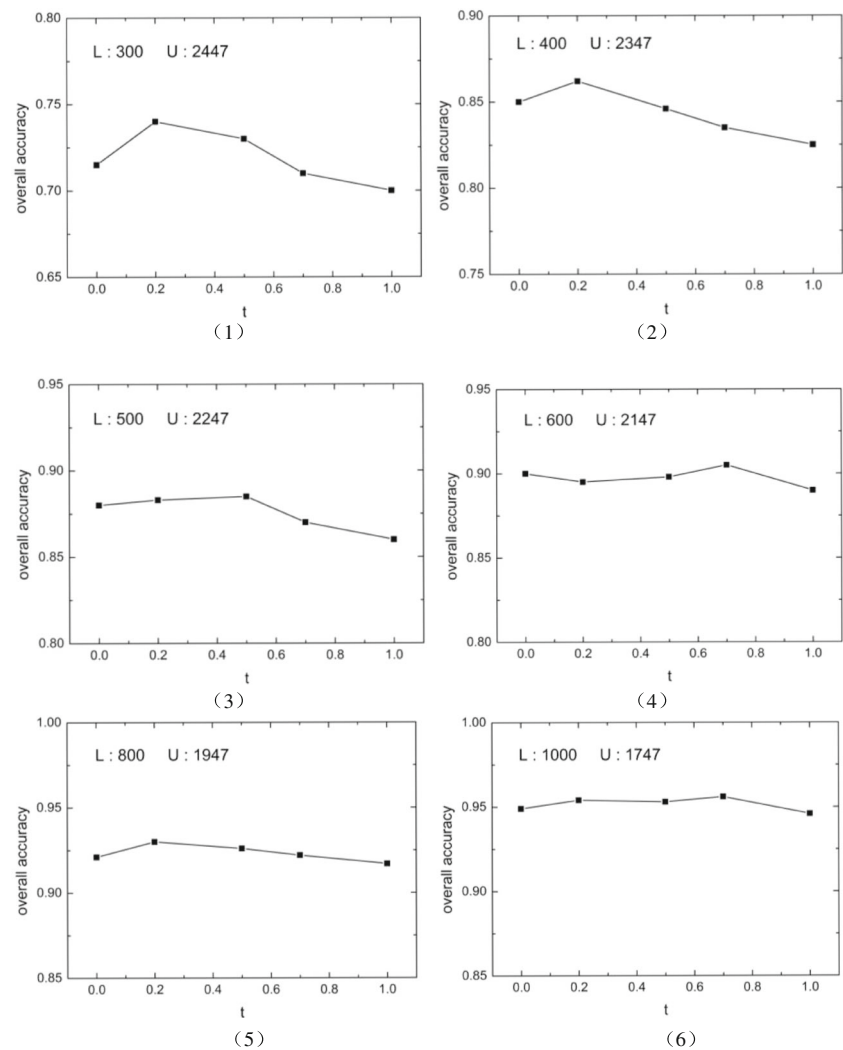 0.80
0.75
0.70
0.65
overall accuracy
L : 300 U : 2447
0.0 0.2 0.4 0.6 0.8 1.0
t
（1）
0.90
0.85
0.80
0.75
overall accuracy
L : 400 U : 2347
0.0 0.2 0.4 0.6 0.8 1.0
t
（2）
0.95
0.90
0.85
0.80
overall accuracy
L : 500 U : 2247
0.0 0.2 0.4 0.6 0.8 1.0
t
（3）
0.95
0.90
0.85
0.80
overall accuracy
L : 600 U : 2147
0.0 0.2 0.4 0.6 0.8 1.0
t
（4）
1.00
0.95
0.90
0.85
overall accuracy
L : 800 U : 1947
0.0 0.2 0.4 0.6 0.8 1.0
t
（5）
1.00
0.95
0.90
0.85
overall accuracy
L : 1000 U : 1747
0.0 0.2 0.4 0.6 0.8 1.0
t
（6）